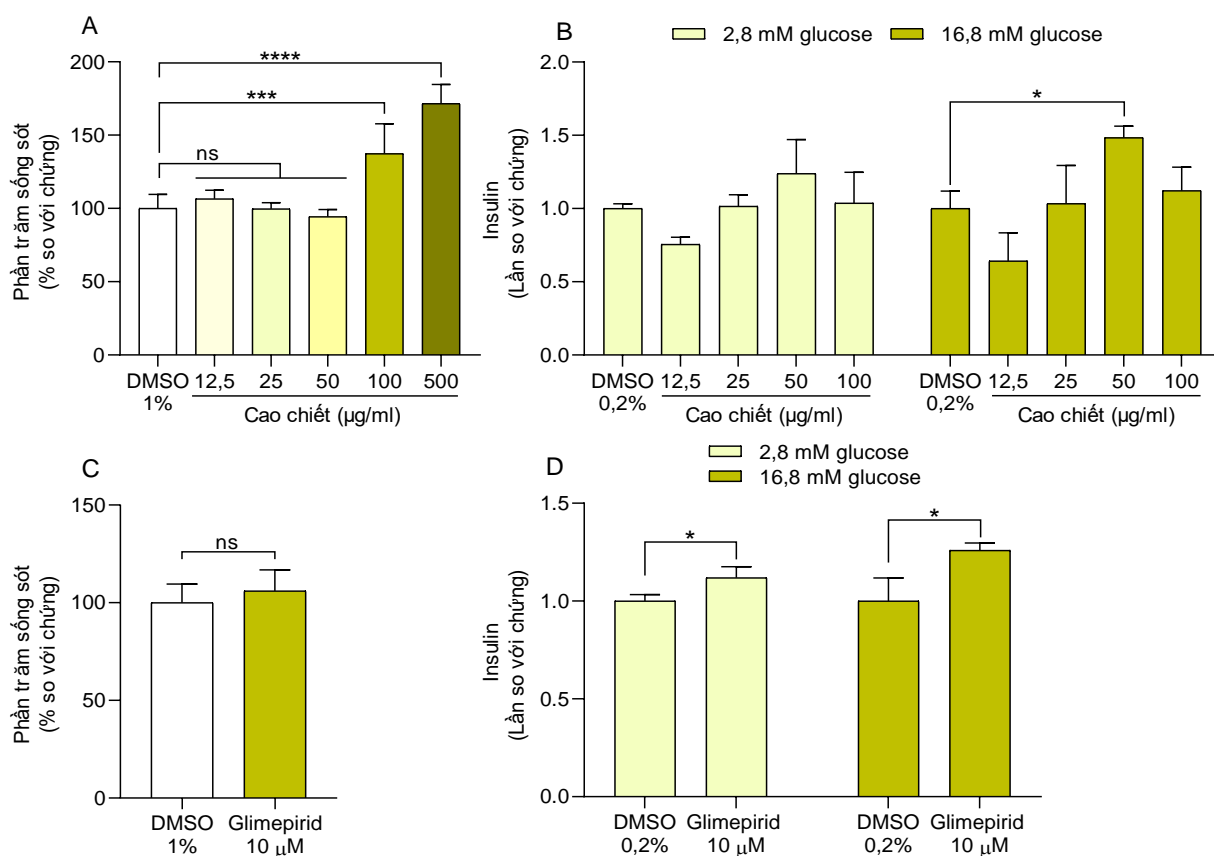 A
Phần trăm sống sót
(% so với chứng)
200
150
100
50
0
****
***
ns
DMSO
1%
12,5 25 50 100 500
Cao chiết (µg/ml)
B
2,8 mM glucose
16,8 mM glucose
Insulin
(Lần so với chứng)
2.0
1.5
1.0
0.5
0.0
*
DMSO
0,2%
12,5 25 50 100
Cao chiết (µg/ml)
DMSO
0,2%
12,5 25 50 100
Cao chiết (µg/ml)
C
Phần trăm sống sót
(% so với chứng)
150
100
50
0
ns
DMSO
1%
Glimepirid
10 µM
D
2,8 mM glucose
16,8 mM glucose
Insulin
(Lần so với chứng)
1.5
1.0
0.5
0.0
*
*
DMSO
0,2%
Glimepirid
10 µM
DMSO
0,2%
Glimepirid
10 µM